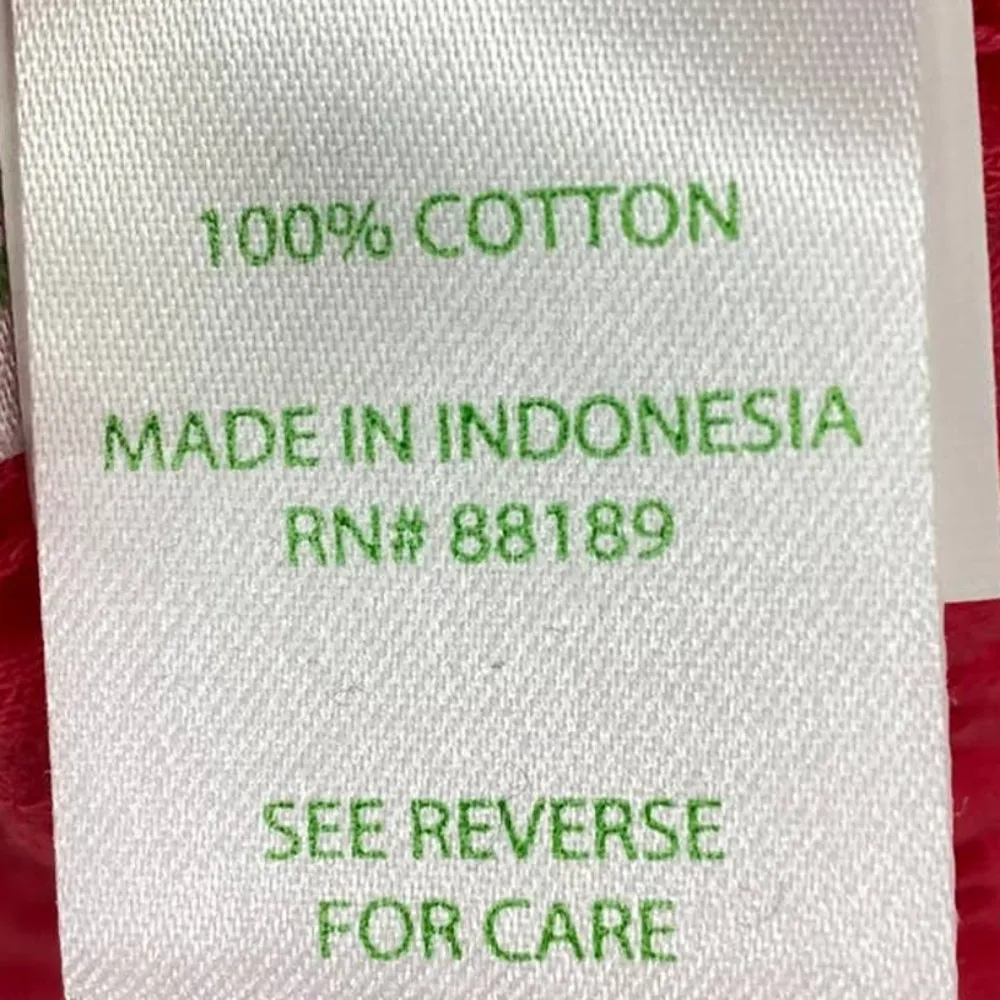 100% COTTON
MADE IN INDONESIA
RN# 88189
SEE REVERSE
FOR CARE